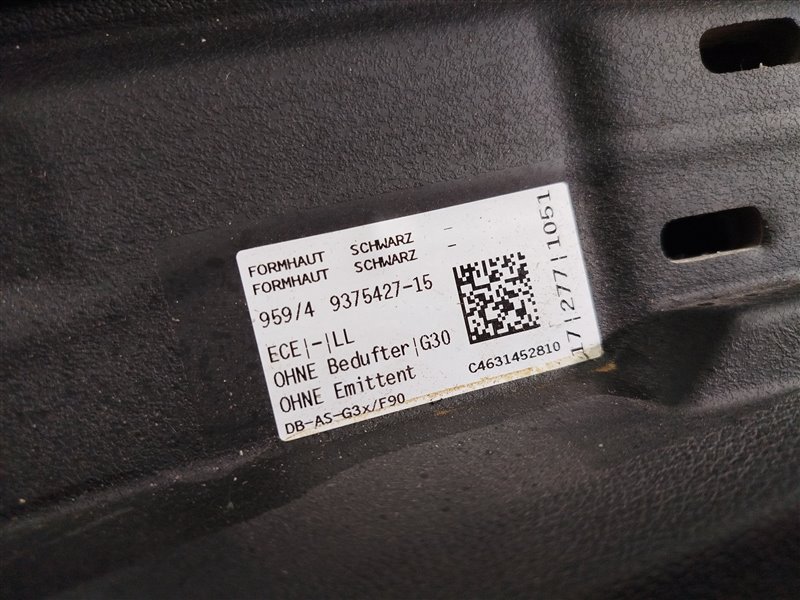 FORMHAUT SCHWARZ -
FORMHAUT SCHWARZ -
959/4 9375427-15
ECE|-|LL
OHNE Bedufter|G30
OHNE Emittent
DB-AS-G3x/F90
C4631452810
17|277|1051